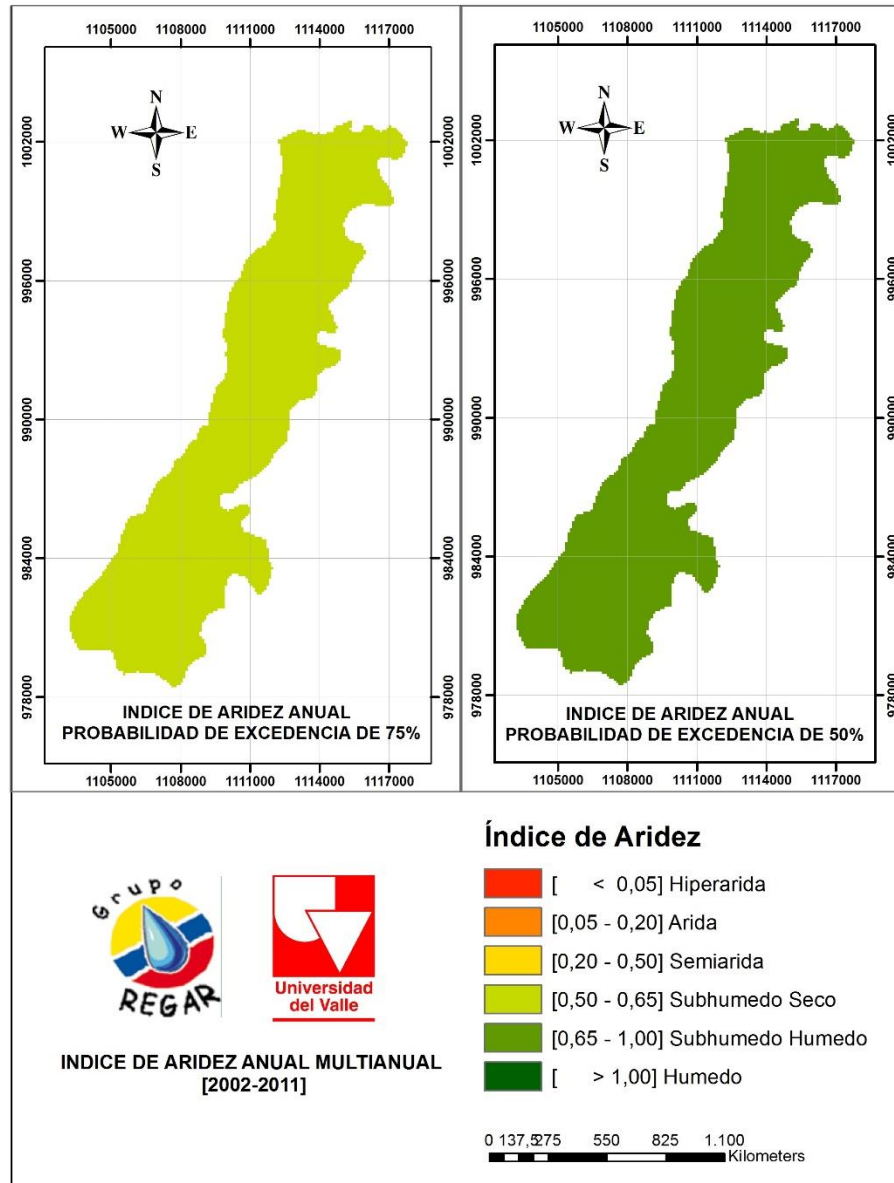 1105000 1108000 1111000 1114000 1117000
1105000 1108000 1111000 1114000 1117000
N
W E
S
N
W E
S
1002000 1002000 1002000 1002000
996000 996000 996000 996000
990000 990000 990000 990000
984000 984000 984000 984000
978000 978000 978000 978000
INDICE DE ARIDEZ ANUAL
PROBABILIDAD DE EXCEDENCIA DE 75%
INDICE DE ARIDEZ ANUAL
PROBABILIDAD DE EXCEDENCIA DE 50%
1105000 1108000 1111000 1114000 1117000
1105000 1108000 1111000 1114000 1117000
Grupo
REGAR
Universidad
del Valle
INDICE DE ARIDEZ ANUAL MULTIANUAL
[2002-2011]
Índice de Aridez
[ < 0,05] Hiperarida
[0,05 - 0,20] Arida
[0,20 - 0,50] Semiarida
[0,50 - 0,65] Subhumedo Seco
[0,65 - 1,00] Subhumedo Humedo
[ > 1,00] Humedo
0 137,5 275 550 825 1.100
Kilometers